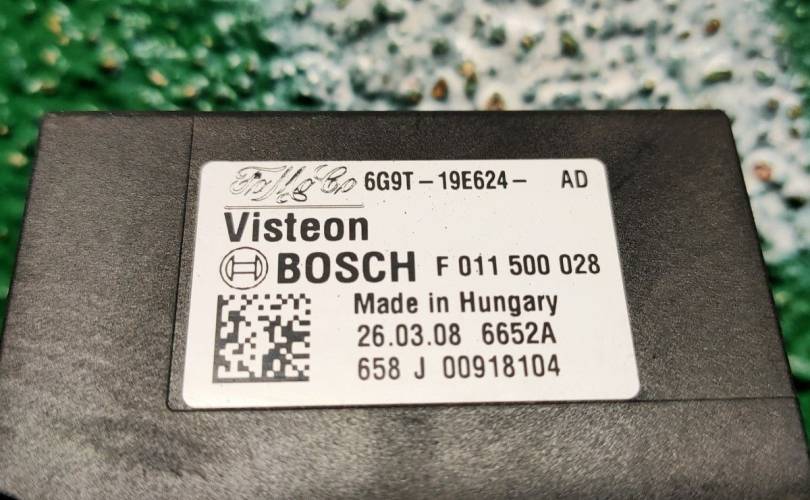 FoMoCo 6G9T-19E624- AD
Visteon
BOSCH F 011 500 028
Made in Hungary
26.03.08 6652A
658 J 00918104